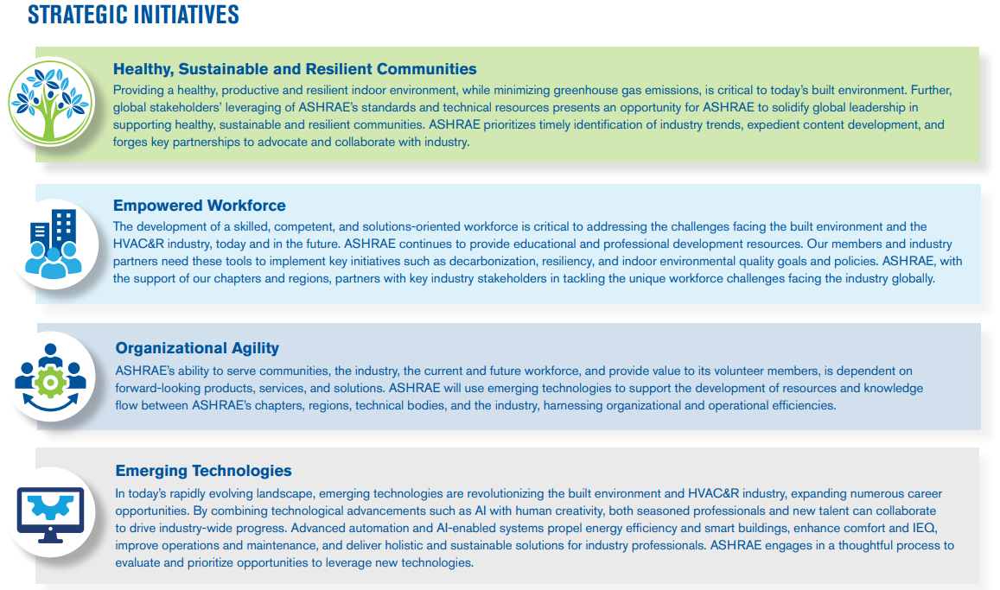 STRATEGIC INITIATIVES
Healthy, Sustainable and Resilient Communities
Providing a healthy, productive and resilient indoor environment, while minimizing greenhouse gas emissions, is critical to today's built environment. Further,
global stakeholders' leveraging of ASHRAE's standards and technical resources presents an opportunity for ASHRAE to solidify global leadership in
supporting healthy, sustainable and resilient communities. ASHRAE prioritizes timely identification of industry trends, expedient content development, and
forges key partnerships to advocate and collaborate with industry.
Empowered Workforce
The development of a skilled, competent, and solutions-oriented workforce is critical to addressing the challenges facing the built environment and the
HVAC&R industry, today and in the future. ASHRAE continues to provide educational and professional development resources. Our members and industry
partners need these tools to implement key initiatives such as decarbonization, resiliency, and indoor environmental quality goals and policies. ASHRAE, with
the support of our chapters and regions, partners with key industry stakeholders in tackling the unique workforce challenges facing the industry globally.
Organizational Agility
ASHRAE's ability to serve communities, the industry, the current and future workforce, and provide value to its volunteer members, is dependent on
forward-looking products, services, and solutions. ASHRAE will use emerging technologies to support the development of resources and knowledge
flow between ASHRAE's chapters, regions, technical bodies, and the industry, harnessing organizational and operational efficiencies.
Emerging Technologies
In today's rapidly evolving landscape, emerging technologies are revolutionizing the built environment and HVAC&R industry, expanding numerous career
opportunities. By combining technological advancements such as AI with human creativity, both seasoned professionals and new talent can collaborate
to drive industry-wide progress. Advanced automation and AI-enabled systems propel energy efficiency and smart buildings, enhance comfort and IEQ,
improve operations and maintenance, and deliver holistic and sustainable solutions for industry professionals. ASHRAE engages in a thoughtful process to
evaluate and prioritize opportunities to leverage new technologies.